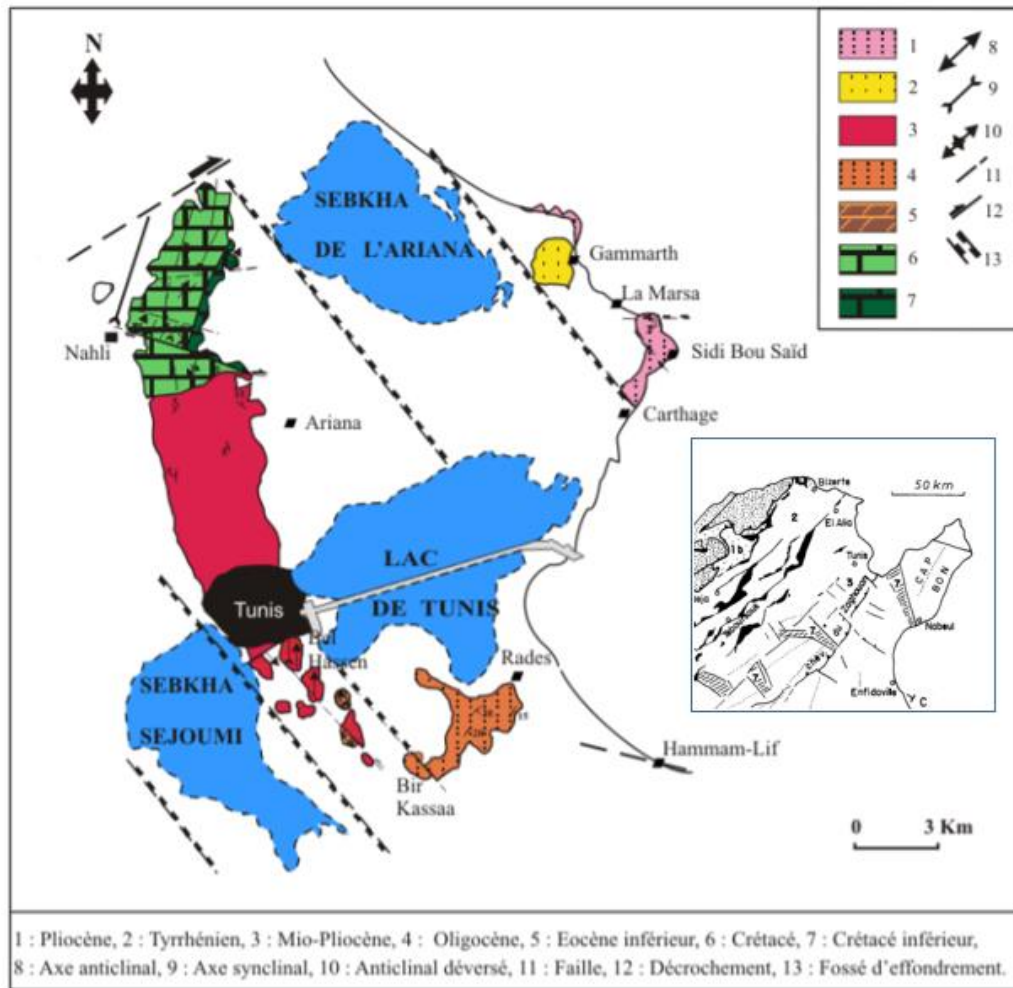 N
1
2
3
4
5
6
7
8
9
10
11
12
13
SEBKHA
DE L'ARIANA
Gammarth
La Marsa
Sidi Bou Saïd
Carthage
Nahli
Ariana
LAC
DE TUNIS
Tunis
Bel
Hassen
Rades
SEBKHA
SEJOUMI
Bir
Kassaa
Hammam-Lif
0 3 Km
50 km
Bizerte
2
El Alia
1b
Tunis
CAP
BON
3
Zaghouan
Nabeul
Enfidaville
C
1 : Pliocène, 2 : Tyrrhénien, 3 : Mio-Pliocène, 4 : Oligocène, 5 : Eocène inférieur, 6 : Crétacé, 7 : Crétacé inférieur,
8 : Axe anticlinal, 9 : Axe synclinal, 10 : Anticlinal déversé, 11 : Faille, 12 : Décrochement, 13 : Fossé d'effondrement.